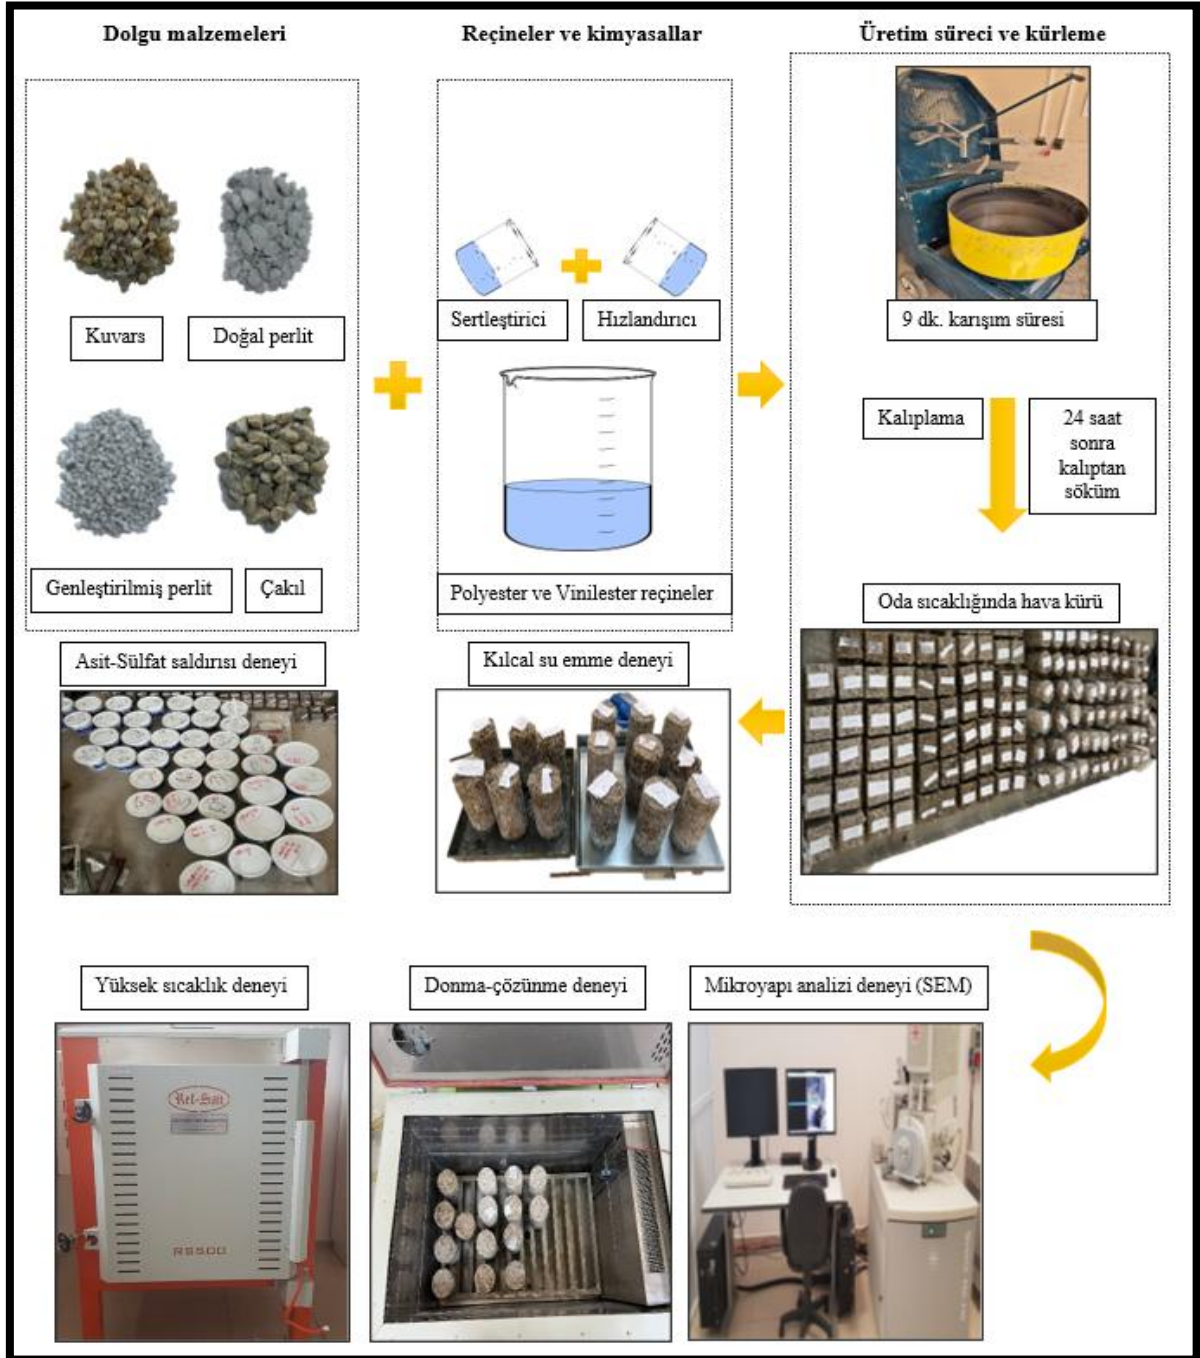 Dolgu malzemeleri
Reçineler ve kimyasallar
Üretim süreci ve kürleme
Kuvars
Doğal perlit
Genleştirilmiş perlit
Çakıl
Sertleştirici
Hızlandırıcı
Polyester ve Vinilester reçineler
9 dk. karışım süresi
Kalıplama
24 saat
sonra
kalıptan
söküm
Oda sıcaklığında hava kürü
Asit-Sülfat saldırısı deneyi
Kılcal su emme deneyi
Yüksek sıcaklık deneyi
Donma-çözünme deneyi
Mikroyapı analizi deneyi (SEM)
Ref-San
RS500